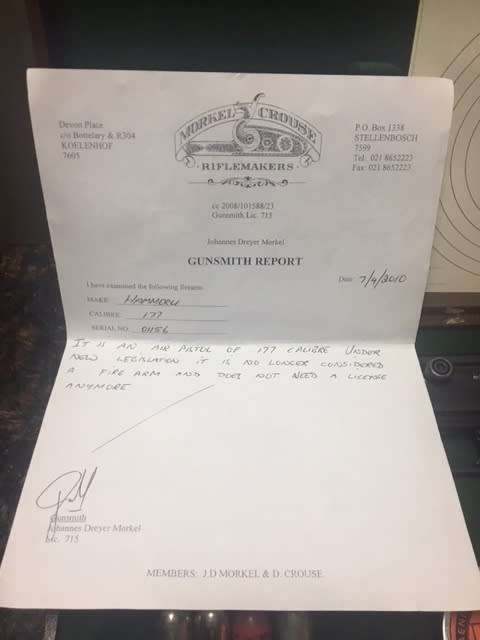 MORKEL CROUSE
RIFLEMAKERS
Devon Place
c/o Bottelary & R304
KOELENHOF
7605
P O. Box 1338
STELLENBOSCH
7599
Tel: 021 8652223
Fax: 021 8652223
cc 2008/101588/23
Gunsmith Lic. 715
Johannes Dreyer Morkel
GUNSMITH REPORT
Date: 7/9/2010
I have examined the following firearm
MAKE: HAMMERLI
CALIBRE: 177
SERIAL NO. 01156
IT IS AN AIR PISTOL OF 177 CALIBRE UNDER
NEW LEGISLATION IT IS NO LONGER CONSIDERED
A FIRE ARM AND DOES NOT NEED A LICENSE
ANYMORE
Gunsmith
Johannes Dreyer Morkel
Lic. 715
MEMBERS: J.D MORKEL & D. CROUSE